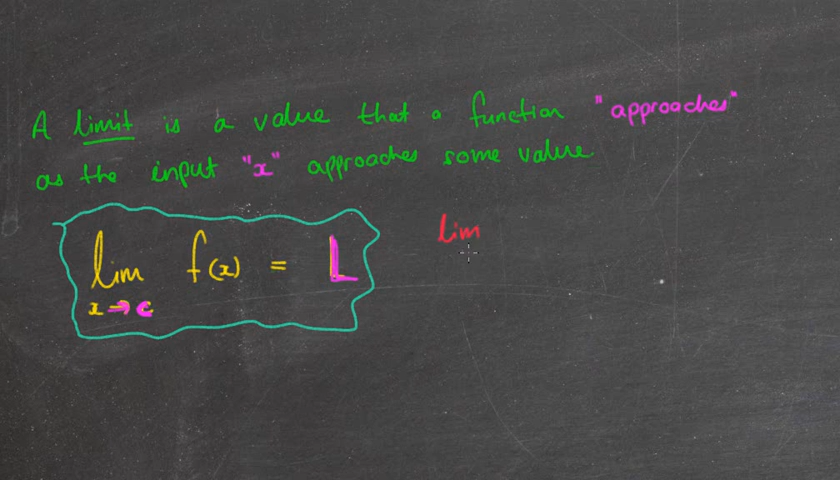 A limit is a value that a function "approaches"
as the input "x" approaches some value.
lim f(x) = L
x→c
lim